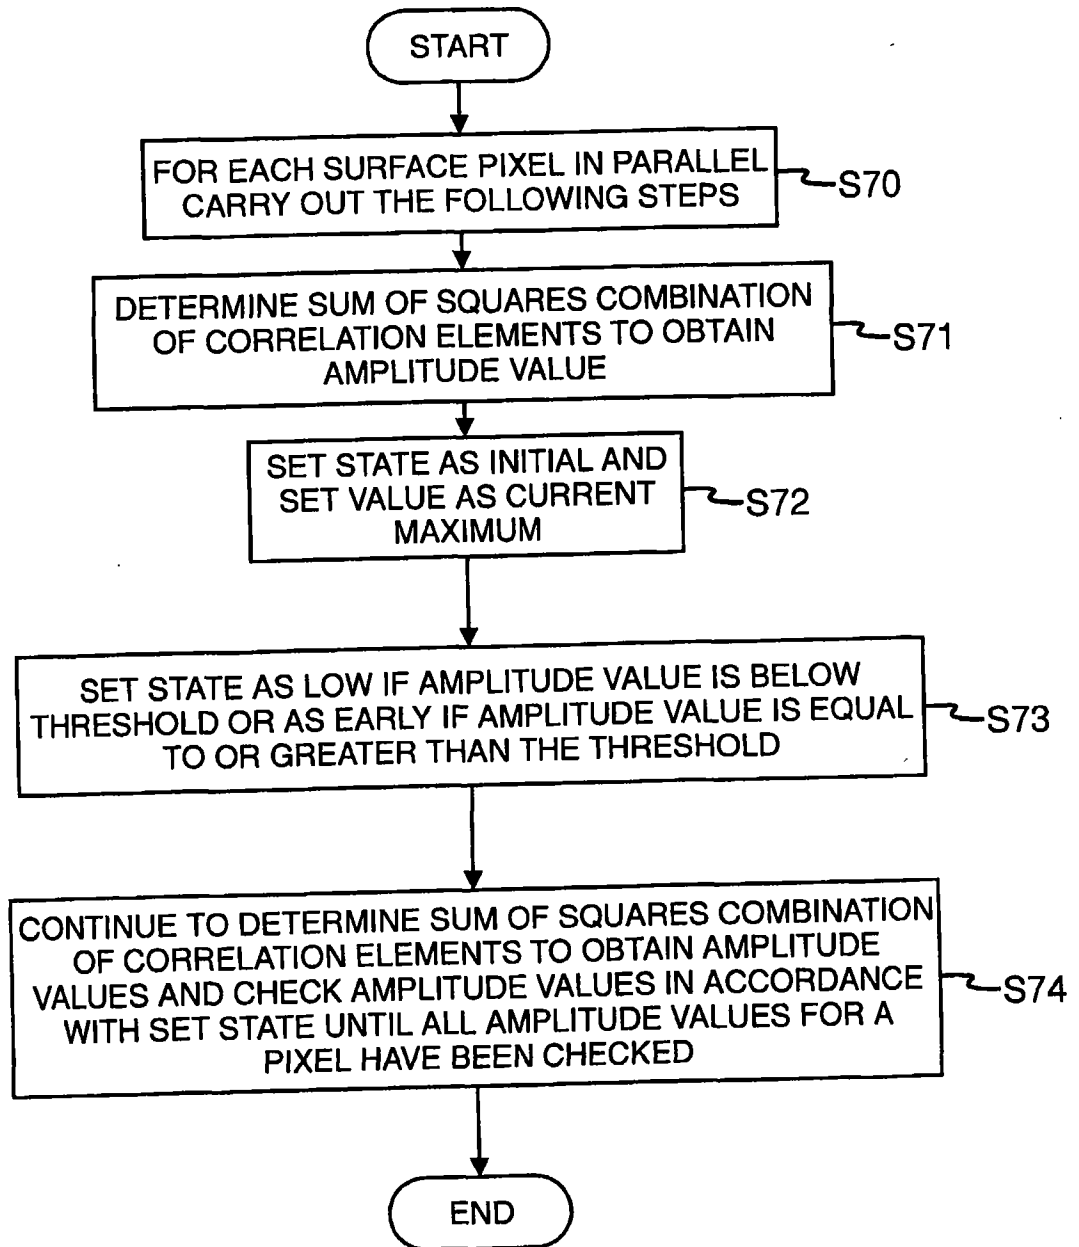 START
FOR EACH SURFACE PIXEL IN PARALLEL
CARRY OUT THE FOLLOWING STEPS
S70
DETERMINE SUM OF SQUARES COMBINATION
OF CORRELATION ELEMENTS TO OBTAIN
AMPLITUDE VALUE
S71
SET STATE AS INITIAL AND
SET VALUE AS CURRENT
MAXIMUM
S72
SET STATE AS LOW IF AMPLITUDE VALUE IS BELOW
THRESHOLD OR AS EARLY IF AMPLITUDE VALUE IS EQUAL
TO OR GREATER THAN THE THRESHOLD
S73
CONTINUE TO DETERMINE SUM OF SQUARES COMBINATION
OF CORRELATION ELEMENTS TO OBTAIN AMPLITUDE
VALUES AND CHECK AMPLITUDE VALUES IN ACCORDANCE
WITH SET STATE UNTIL ALL AMPLITUDE VALUES FOR A
PIXEL HAVE BEEN CHECKED
S74
END